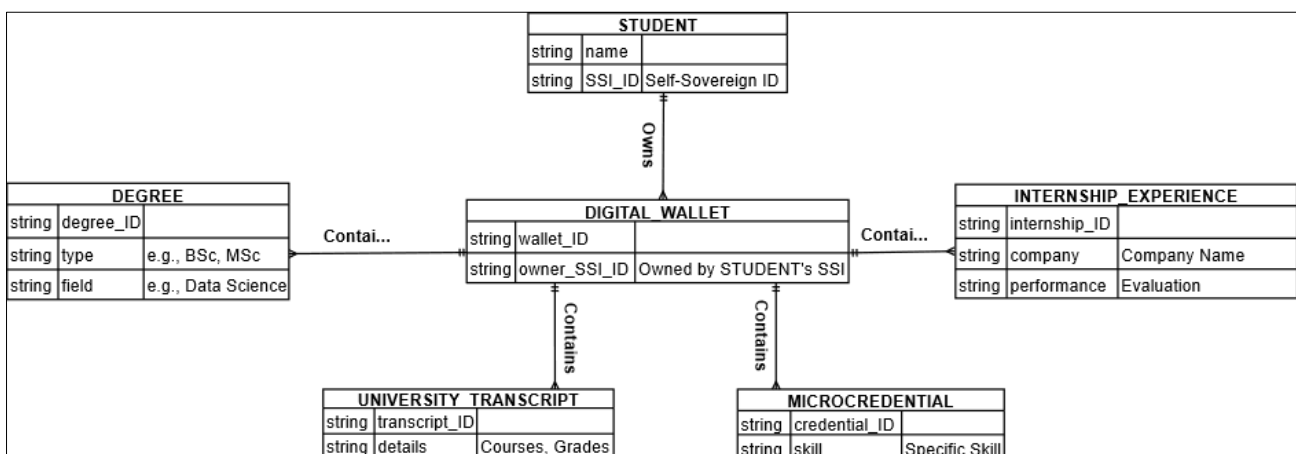 STUDENT
string name
string SSI_ID Self-Sovereign ID
Owns
DEGREE
string degree_ID
string type e.g., BSc, MSc
string field e.g., Data Science
Contai...
DIGITAL_WALLET
string wallet_ID
string owner_SSI_ID Owned by STUDENT's SSI
Contai...
INTERNSHIP_EXPERIENCE
string internship_ID
string company Company Name
string performance Evaluation
Contains
Contains
UNIVERSITY_TRANSCRIPT
string transcript_ID
string details Courses, Grades
MICROCREDENTIAL
string credential_ID
string skill Specific Skill